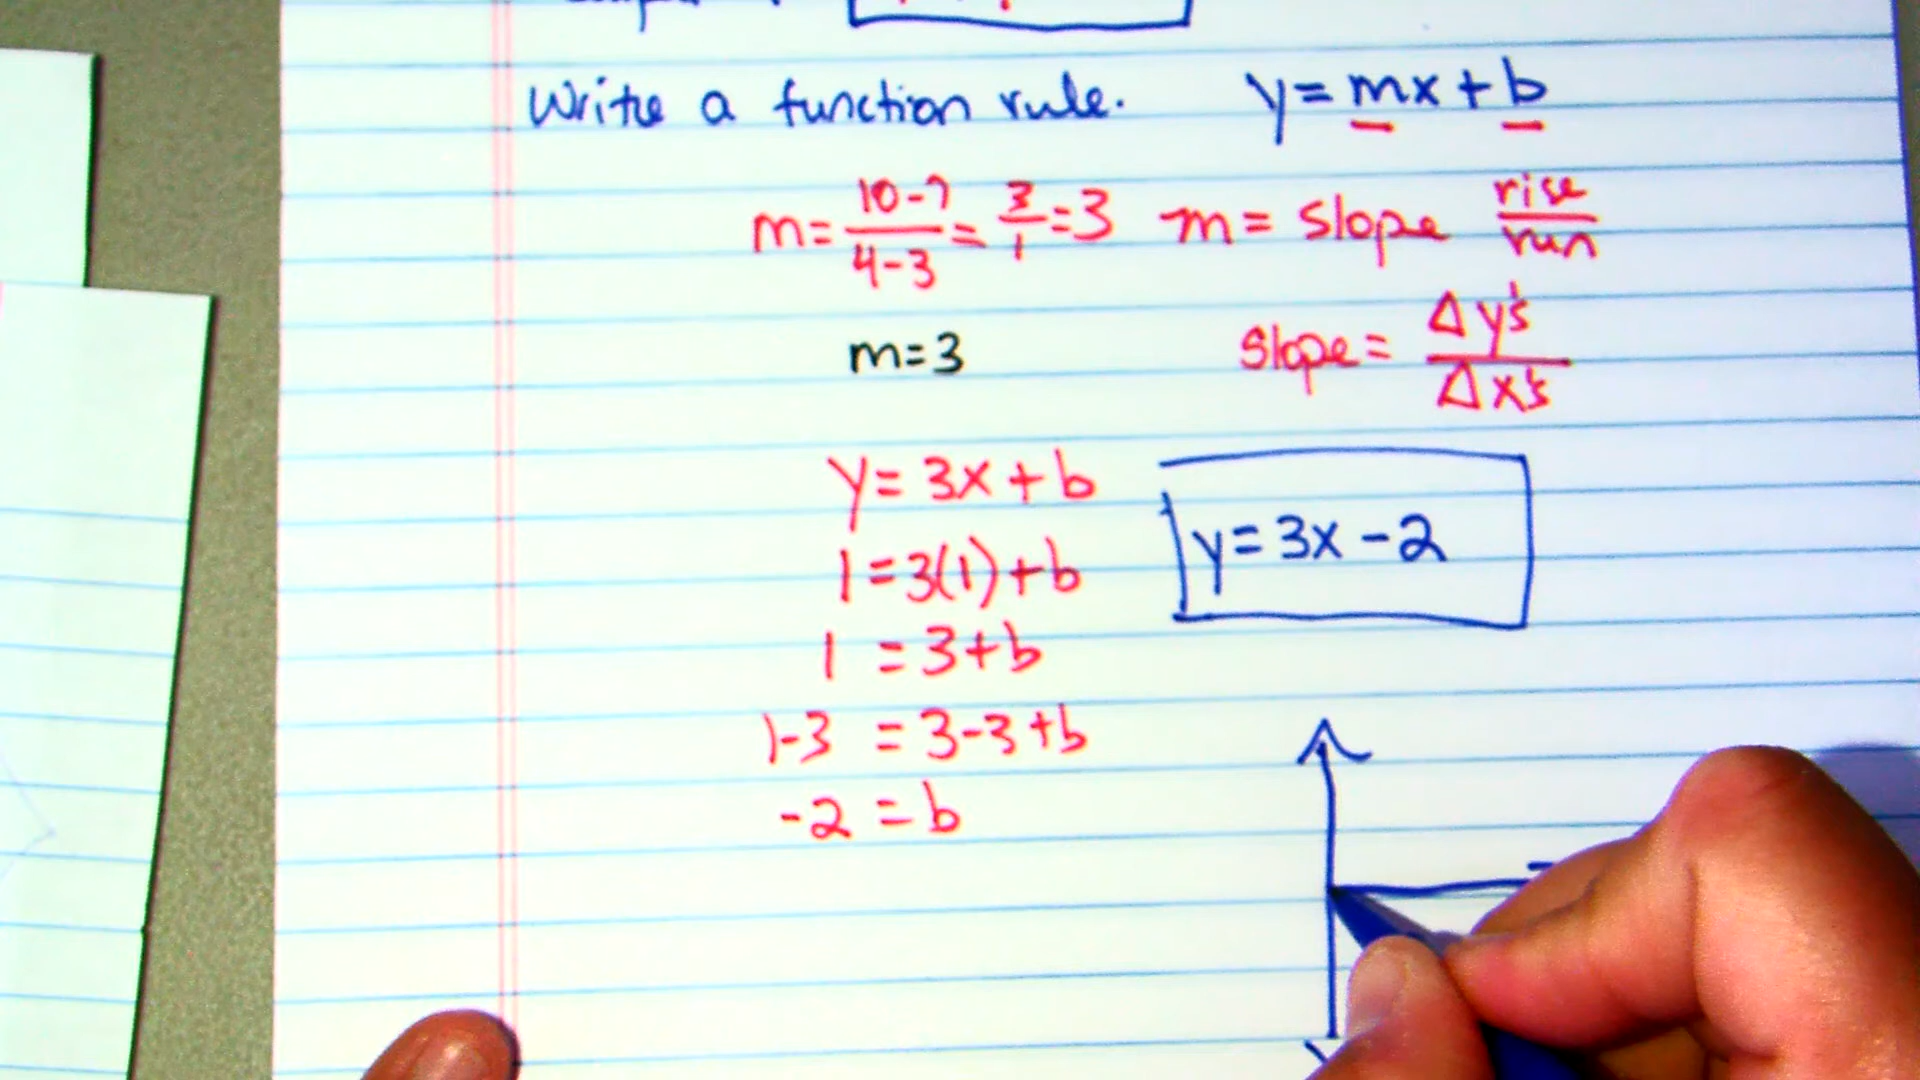 Write a function rule. y = mx + b
m = 10-7/4-3 = 3/1 = 3 m = slope rise/run
m = 3 slope = Δy's/Δx's
y = 3x + b
y = 3x - 2
1 = 3(1) + b
1 = 3 + b
1-3 = 3-3+b
-2 = b